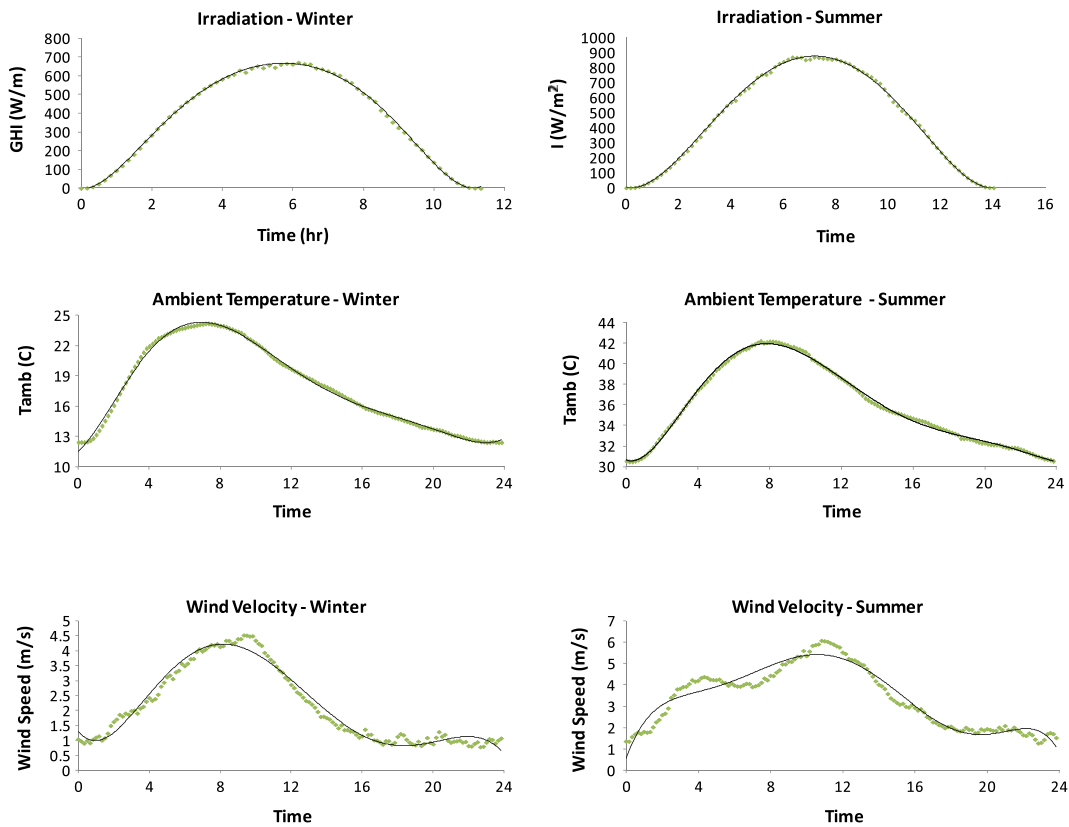 Irradiation - Winter
GHI (W/m)
800
700
600
500
400
300
200
100
0
0 2 4 6 8 10 12
Time (hr)
Irradiation - Summer
I (W/m²)
1000
900
800
700
600
500
400
300
200
100
0
0 2 4 6 8 10 12 14 16
Time
Ambient Temperature - Winter
Tamb (C)
25
22
19
16
13
10
0 4 8 12 16 20 24
Time
Ambient Temperature - Summer
Tamb (C)
44
42
40
38
36
34
32
30
0 4 8 12 16 20 24
Time
Wind Velocity - Winter
Wind Speed (m/s)
5
4.5
4
3.5
3
2.5
2
1.5
1
0.5
0
0 4 8 12 16 20 24
Time
Wind Velocity - Summer
Wind Speed (m/s)
7
6
5
4
3
2
1
0
0 4 8 12 16 20 24
Time